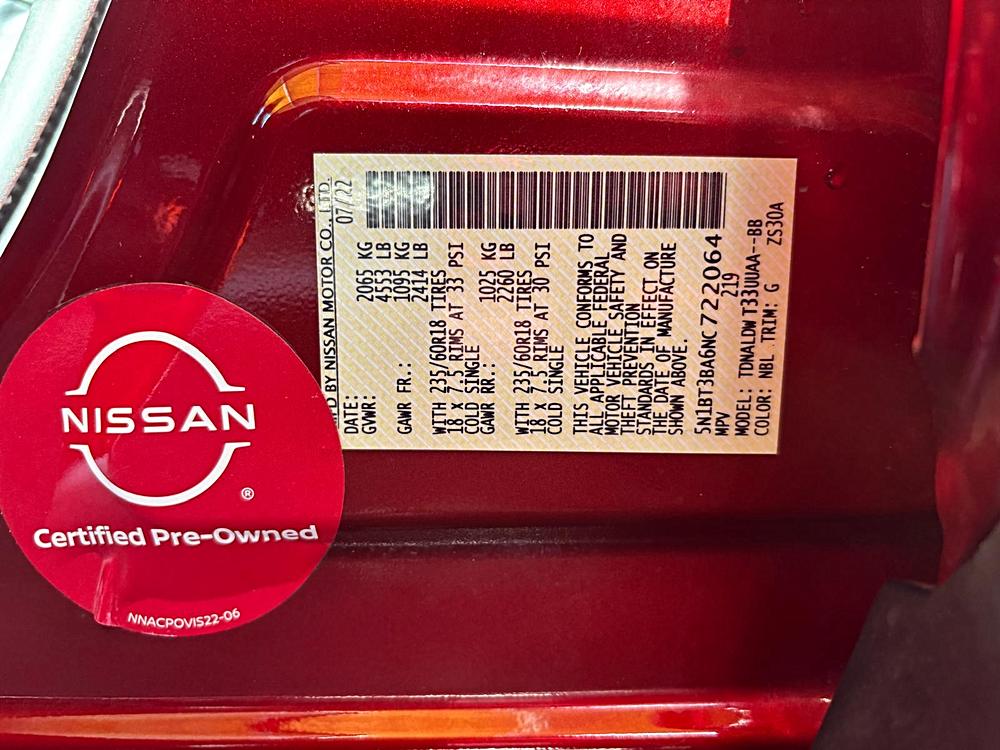 NISSAN
®
Certified Pre-Owned
NNACPOVIS22-06
D BY NISSAN MOTOR CO., LTD.
DATE: 07/22
GVWR: 2065 KG
4553 LB
GAWR FR.: 1095 KG
2414 LB
WITH 235/60R18 TIRES
18 X 7.5 RIMS AT 33 PSI
COLD SINGLE
GAWR RR.: 1025 KG
2260 LB
WITH 235/60R18 TIRES
18 X 7.5 RIMS AT 30 PSI
COLD SINGLE
THIS VEHICLE CONFORMS TO
ALL APPLICABLE FEDERAL
MOTOR VEHICLE SAFETY AND
THEFT PREVENTION
STANDARDS IN EFFECT ON
THE DATE OF MANUFACTURE
SHOWN ABOVE.
5N1BT3BA6NC722064
MPV 219
MODEL: TDNALDW T33UUAA--BB
COLOR: NBL TRIM: G ZS30A